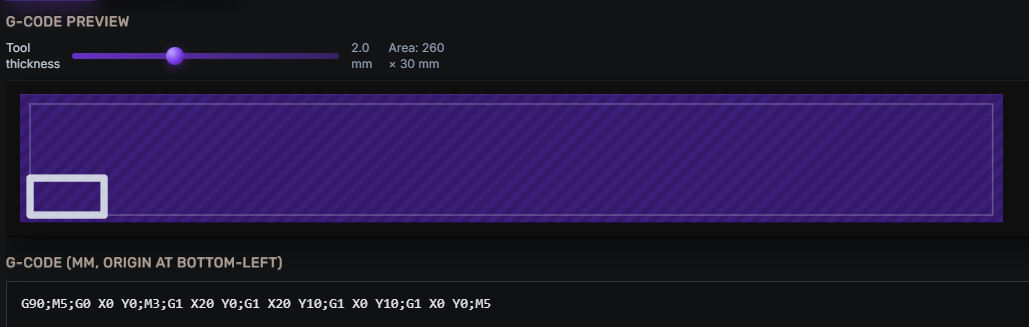 G-CODE PREVIEW
Tool thickness
2.0 mm
Area: 260 × 30 mm
G-CODE (MM, ORIGIN AT BOTTOM-LEFT)
G90;M5;G0 X0 Y0;M3;G1 X20 Y0;G1 X20 Y10;G1 X0 Y10;G1 X0 Y0;M5